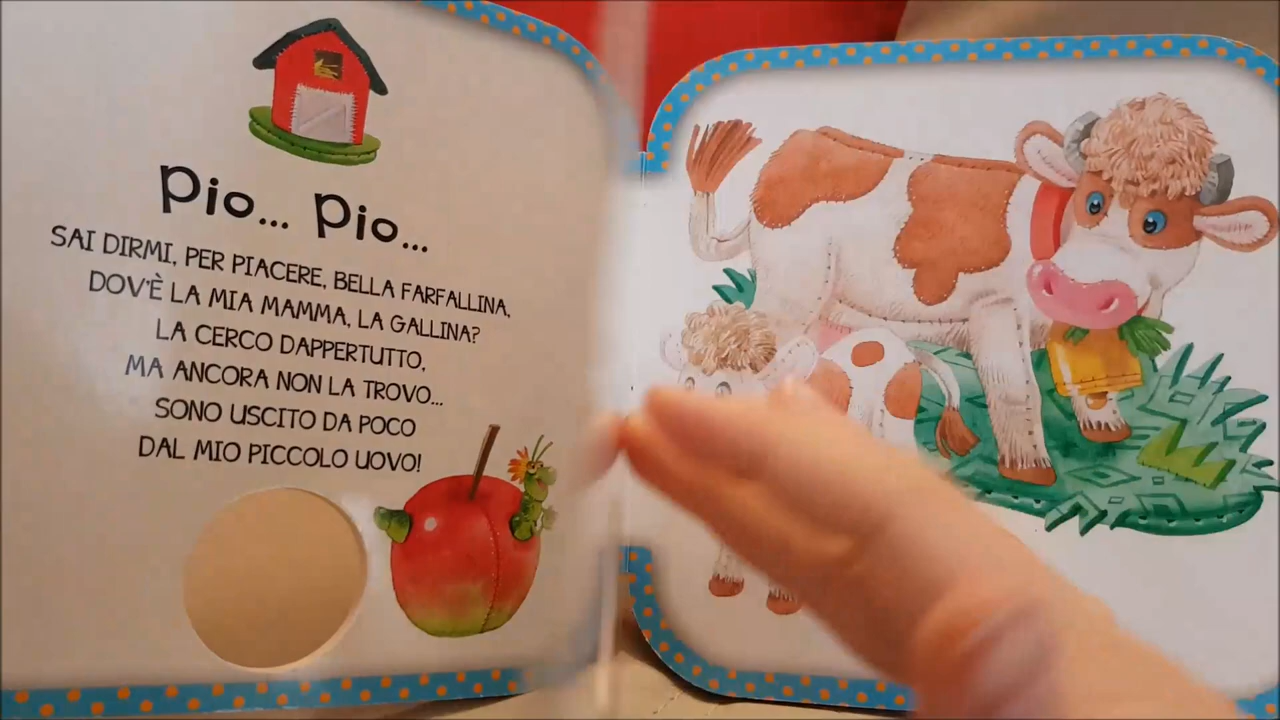 Pio... Pio...
SAI DIRMI, PER PIACERE, BELLA FARFALLINA,
DOV'È LA MIA MAMMA, LA GALLINA?
LA CERCO DAPPERTUTTO,
MA ANCORA NON LA TROVO...
SONO USCITO DA POCO
DAL MIO PICCOLO UOVO!